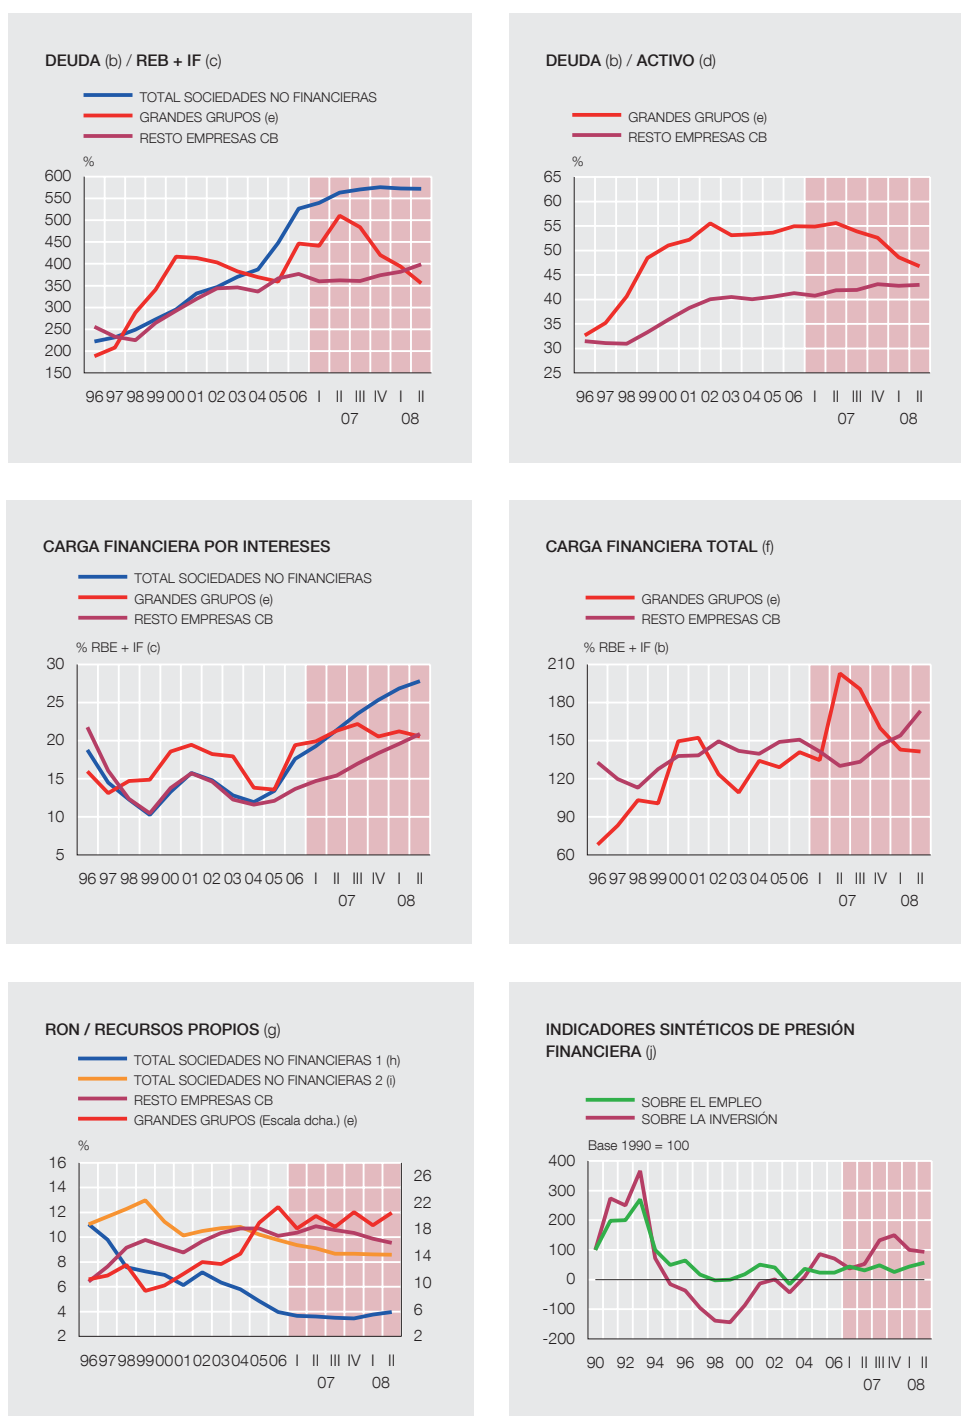 DEUDA (b) / REB + IF (c)
TOTAL SOCIEDADES NO FINANCIERAS
GRANDES GRUPOS (e)
RESTO EMPRESAS CB
%
600
550
500
450
400
350
300
250
200
150
96 97 98 99 00 01 02 03 04 05 06 I II III IV I II
07 08
DEUDA (b) / ACTIVO (d)
GRANDES GRUPOS (e)
RESTO EMPRESAS CB
%
65
60
55
50
45
40
35
30
25
96 97 98 99 00 01 02 03 04 05 06 I II III IV I II
07 08
CARGA FINANCIERA POR INTERESES
TOTAL SOCIEDADES NO FINANCIERAS
GRANDES GRUPOS (e)
RESTO EMPRESAS CB
% RBE + IF (c)
30
25
20
15
10
5
96 97 98 99 00 01 02 03 04 05 06 I II III IV I II
07 08
CARGA FINANCIERA TOTAL (f)
GRANDES GRUPOS (e)
RESTO EMPRESAS CB
% RBE + IF (b)
210
180
150
120
90
60
96 97 98 99 00 01 02 03 04 05 06 I II III IV I II
07 08
RON / RECURSOS PROPIOS (g)
TOTAL SOCIEDADES NO FINANCIERAS 1 (h)
TOTAL SOCIEDADES NO FINANCIERAS 2 (i)
RESTO EMPRESAS CB
GRANDES GRUPOS (Escala dcha.) (e)
%
16
14
12
10
8
6
4
2
26
22
18
14
10
6
2
96 97 98 99 00 01 02 03 04 05 06 I II III IV I II
07 08
INDICADORES SINTÉTICOS DE PRESIÓN
FINANCIERA (j)
SOBRE EL EMPLEO
SOBRE LA INVERSIÓN
Base 1990 = 100
400
300
200
100
0
-100
-200
90 92 94 96 98 00 02 04 06 I II III IV I II
07 08